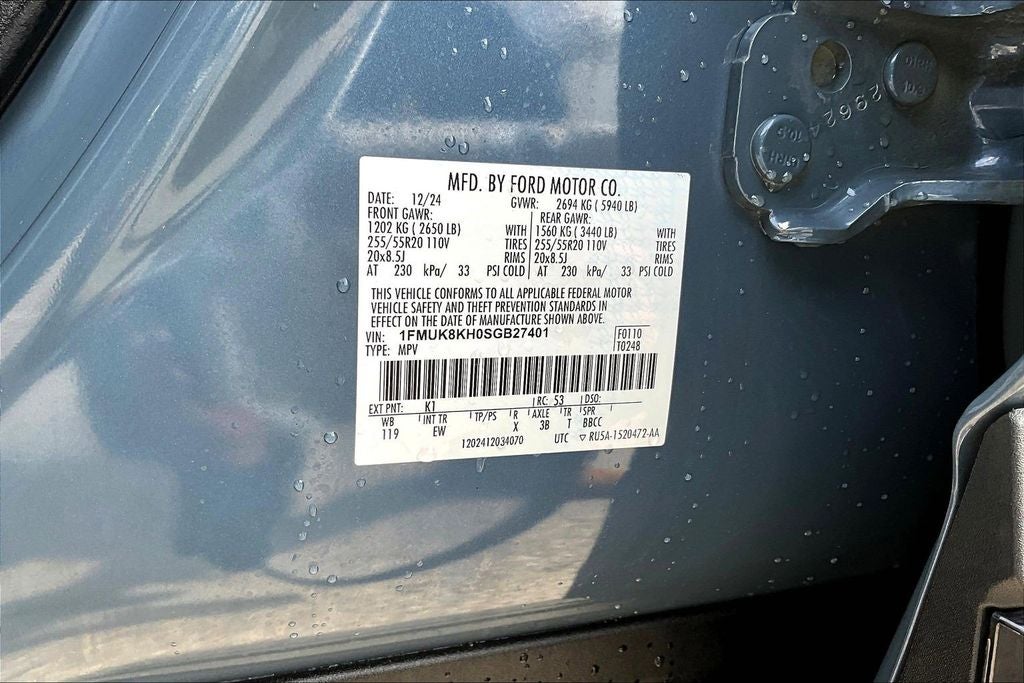 MFD. BY FORD MOTOR CO.
DATE: 12/24 GVWR: 2694 KG ( 5940 LB)
FRONT GAWR: REAR GAWR:
1202 KG ( 2650 LB) WITH 1560 KG ( 3440 LB) WITH
255/55R20 110V TIRES 255/55R20 110V TIRES
20x8.5J RIMS 20x8.5J RIMS
AT 230 kPa/ 33 PSI COLD AT 230 kPa/ 33 PSI COLD
THIS VEHICLE CONFORMS TO ALL APPLICABLE FEDERAL MOTOR
VEHICLE SAFETY AND THEFT PREVENTION STANDARDS IN
EFFECT ON THE DATE OF MANUFACTURE SHOWN ABOVE.
VIN: 1FMUK8KH0SGB27401 F0110
TYPE: MPV T0248
EXT PNT: K1 RC: 53 DSO:
WB INT TR TP/PS R AXLE TR SPR
119 EW X 3B T BBCC
1202412034070 UTC ▽ RU5A-1520472-AA
29624
10.9